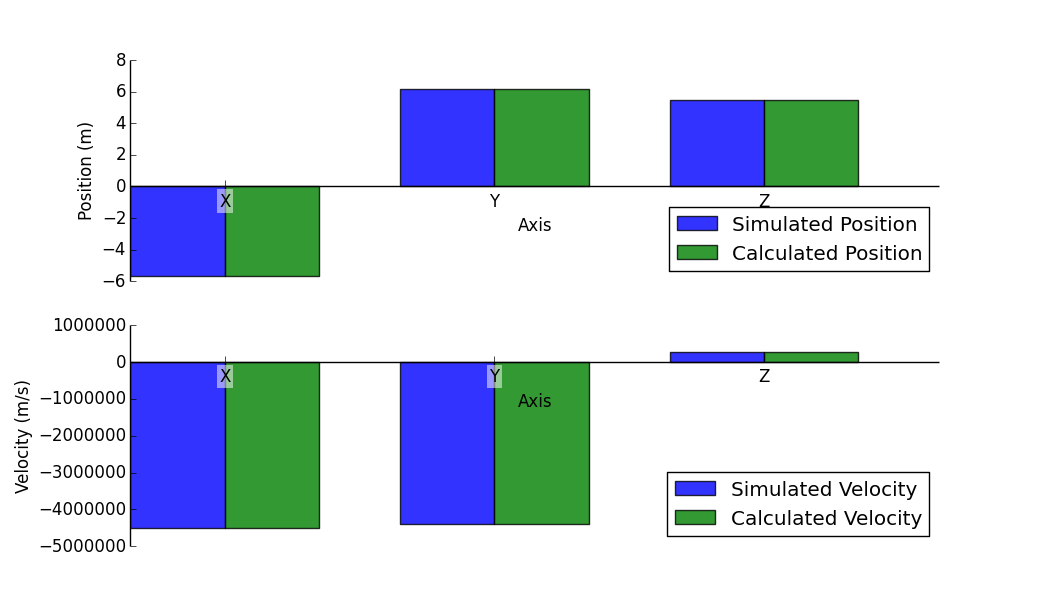 8
6
4
2
0
−2
−4
−6
Position (m)
X
Y
Z
Axis
Simulated Position
Calculated Position
1000000
0
−1000000
−2000000
−3000000
−4000000
−5000000
Velocity (m/s)
X
Y
Z
Axis
Simulated Velocity
Calculated Velocity